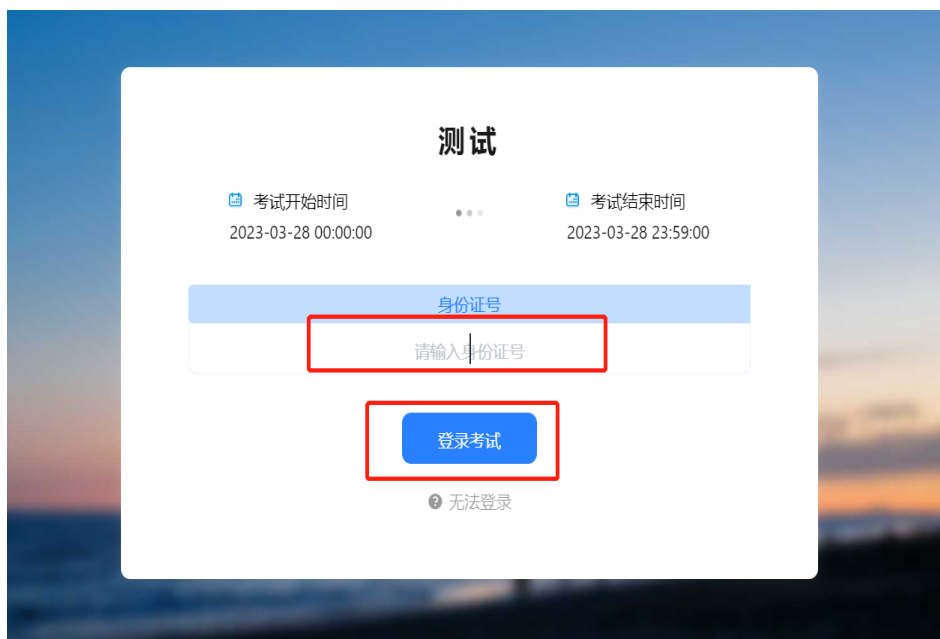 测试
考试开始时间
考试结束时间
2023-03-28 00:00:00
2023-03-28 23:59:00
身份证号
请输入身份证号
登录考试
无法登录